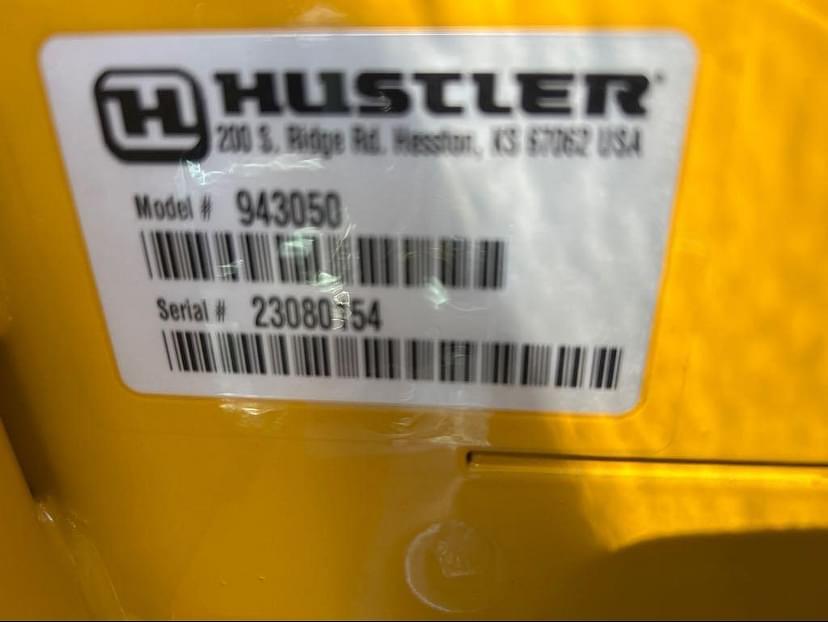 H HUSTLER
200 S. Ridge Rd. Hesston, KS 67062 USA
Model # 943050
Serial #